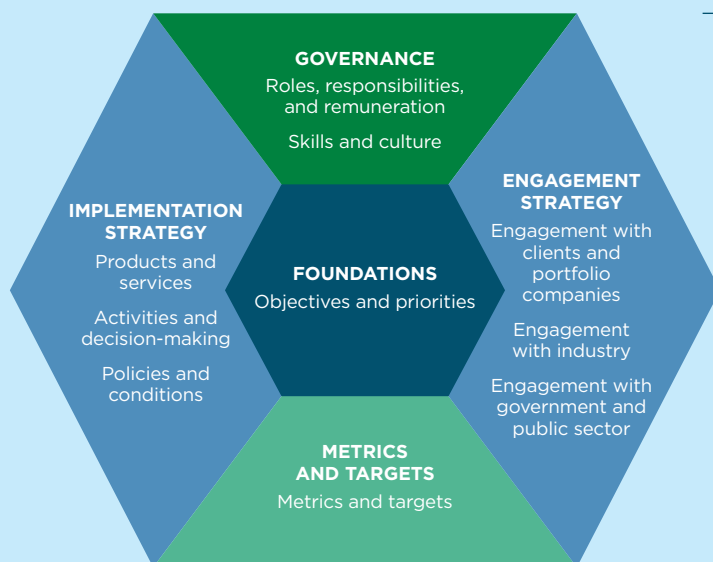 GOVERNANCE
Roles, responsibilities,
and remuneration
Skills and culture
IMPLEMENTATION
STRATEGY
Products and
services
Activities and
decision-making
Policies and
conditions
FOUNDATIONS
Objectives and priorities
ENGAGEMENT
STRATEGY
Engagement with
clients and
portfolio
companies
Engagement
with industry
Engagement with
government and
public sector
METRICS
AND TARGETS
Metrics and targets